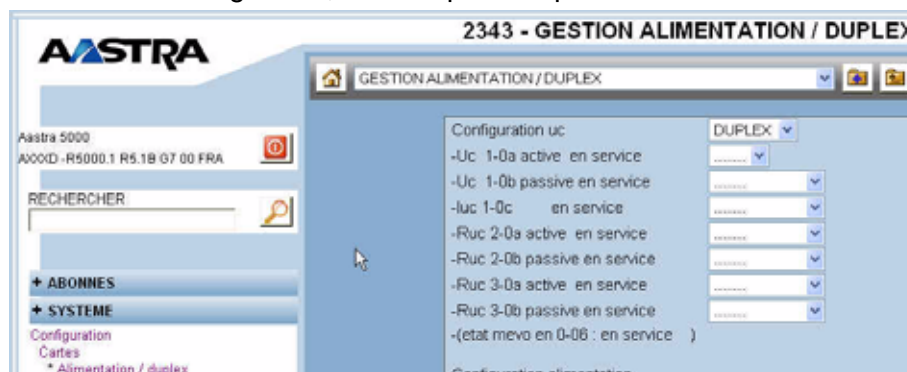 2343 - GESTION ALIMENTATION / DUPLEX
AASTRA
GESTION ALIMENTATION / DUPLEX
Aastra 5000
AXXXD -R5000.1 R5.1B G7 00 FRA
RECHERCHER
+ ABONNES
+ SYSTEME
Configuration
Cartes
* Alimentation / duplex
Configuration uc DUPLEX
-Uc 1-0a active en service ........
-Uc 1-0b passive en service ........
-Iuc 1-0c en service ........
-Ruc 2-0a active en service ........
-Ruc 2-0b passive en service ........
-Ruc 3-0a active en service ........
-Ruc 3-0b passive en service ........
-(etat mevo en 0-06 : en service )
Configuration alimentation